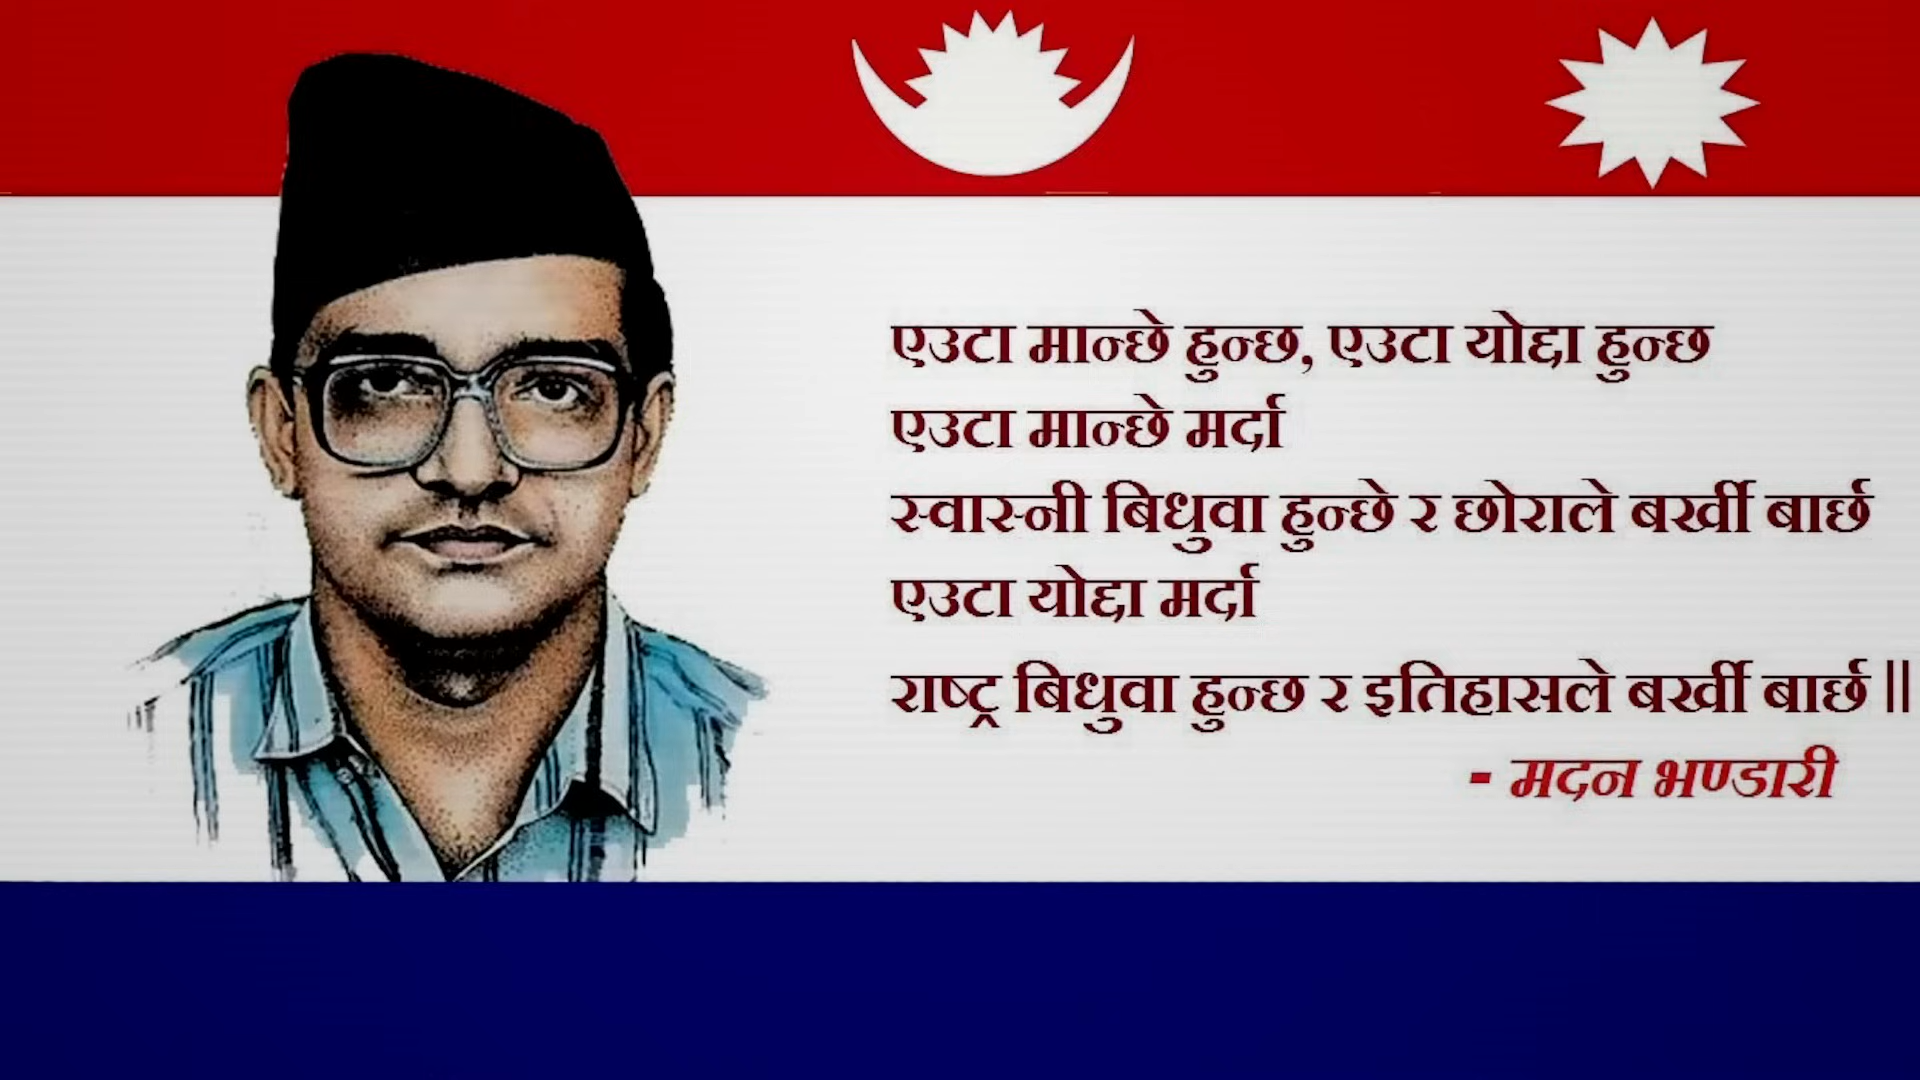 एउटा मान्छे हुन्छ, एउटा योद्दा हुन्छ
एउटा मान्छे मर्दा
स्वास्नी बिधुवा हुन्छे र छोराले बर्खी बार्छ
एउटा योद्दा मर्दा
राष्ट्र बिधुवा हुन्छ र इतिहासले बर्खी बार्छ ||
- मदन भण्डारी